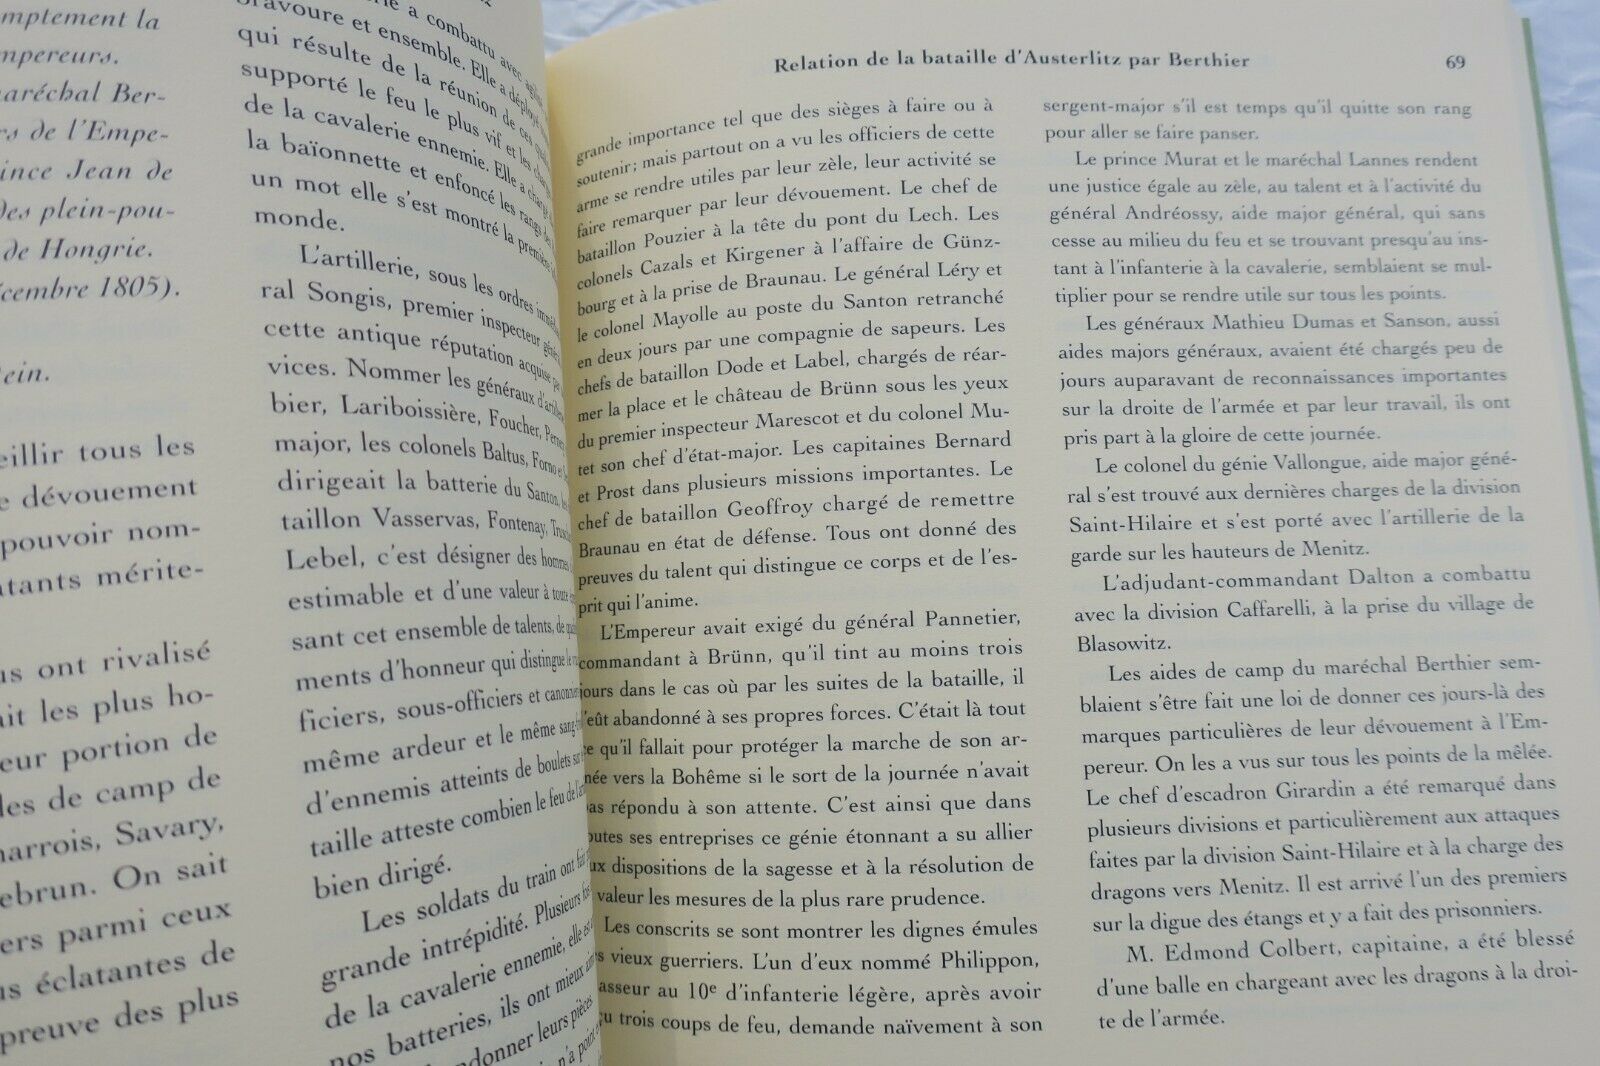 mptement la
mpereurs.
naréchal Ber-
rs de l'Empe-
ince Jean de
des plein-pou-
de Hongrie.
écembre 1805).
ein.
eillir tous les
e dévouement
pouvoir nom-
tants mérite-
us ont rivalisé
ait les plus ho-
eur portion de
des de camp de
narrois, Savary,
ebrun. On sait
ers parmi ceux
us éclatantes de
preuve des plus
a combattu avec
bravoure et ensemble. Elle a déployé
qui résulte de la réunion de ces
supporté le feu le plus vif et les
de la cavalerie ennemie. Elle a chargé
la baïonnette et enfoncé les rangs des
un mot elle s'est montré la première
monde.
L'artillerie, sous les ordres
ral Songis, premier inspecteur
cette antique réputation acquise
vices. Nommer les généraux d'artillerie
bier, Lariboissière, Foucher,
major, les colonels Baltus, Forno et
dirigeait la batterie du Santon, les
taillon Vasservas, Fontenay,
Lebel, c'est désigner des hommes
estimable et d'une valeur à toute
sant cet ensemble de talents, de
ments d'honneur qui distingue le
ficiers, sous-officiers et canonniers
même ardeur et le même sang
d'ennemis atteints de boulets sur
taille atteste combien le feu de
bien dirigé.
Les soldats du train ont fait
grande intrépidité. Plusieurs fois
de la cavalerie ennemie, elle est
nos batteries, ils ont mieux aimé
ndonner leurs pièces
n'a point
Relation de la bataille d'Austerlitz par Berthier 69
grande importance tel que des sièges à faire ou à
soutenir; mais partout on a vu les officiers de cette
arme se rendre utiles par leur zèle, leur activité se
faire remarquer par leur dévouement. Le chef de
bataillon Pouzier à la tête du pont du Lech. Les
colonels Cazals et Kirgener à l'affaire de Günz-
bourg et à la prise de Braunau. Le général Léry et
le colonel Mayolle au poste du Santon retranché
en deux jours par une compagnie de sapeurs. Les
chefs de bataillon Dode et Label, chargés de réar-
mer la place et le château de Brünn sous les yeux
du premier inspecteur Marescot et du colonel Mu-
tet son chef d'état-major. Les capitaines Bernard
et Prost dans plusieurs missions importantes. Le
chef de bataillon Geoffroy chargé de remettre
Braunau en état de défense. Tous ont donné des
preuves du talent qui distingue ce corps et de l'es-
prit qui l'anime.
L'Empereur avait exigé du général Pannetier,
commandant à Brünn, qu'il tint au moins trois
jours dans le cas où par les suites de la bataille, il
l'eût abandonné à ses propres forces. C'était là tout
ce qu'il fallait pour protéger la marche de son ar-
mée vers la Bohême si le sort de la journée n'avait
pas répondu à son attente. C'est ainsi que dans
toutes ses entreprises ce génie étonnant a su allier
aux dispositions de la sagesse et à la résolution de
valeur les mesures de la plus rare prudence.
Les conscrits se sont montrer les dignes émules
s vieux guerriers. L'un d'eux nommé Philippon,
asseur au 10e d'infanterie légère, après avoir
çu trois coups de feu, demande naïvement à son
sergent-major s'il est temps qu'il quitte son rang
pour aller se faire panser.
Le prince Murat et le maréchal Lannes rendent
une justice égale au zèle, au talent et à l'activité du
général Andréossy, aide major général, qui sans
cesse au milieu du feu et se trouvant presqu'au ins-
tant à l'infanterie à la cavalerie, semblaient se mul-
tiplier pour se rendre utile sur tous les points.
Les généraux Mathieu Dumas et Sanson, aussi
aides majors généraux, avaient été chargés peu de
jours auparavant de reconnaissances importantes
sur la droite de l'armée et par leur travail, ils ont
pris part à la gloire de cette journée.
Le colonel du génie Vallongue, aide major géné-
ral s'est trouvé aux dernières charges de la division
Saint-Hilaire et s'est porté avec l'artillerie de la
garde sur les hauteurs de Menitz.
L'adjudant-commandant Dalton a combattu
avec la division Caffarelli, à la prise du village de
Blasowitz.
Les aides de camp du maréchal Berthier sem-
blaient s'être fait une loi de donner ces jours-là des
marques particulières de leur dévouement à l'Em-
pereur. On les a vus sur tous les points de la mêlée.
Le chef d'escadron Girardin a été remarqué dans
plusieurs divisions et particulièrement aux attaques
faites par la division Saint-Hilaire et à la charge des
dragons vers Menitz. Il est arrivé l'un des premiers
sur la digue des étangs et y a fait des prisonniers.
M. Edmond Colbert, capitaine, a été blessé
d'une balle en chargeant avec les dragons à la droi-
te de l'armée.